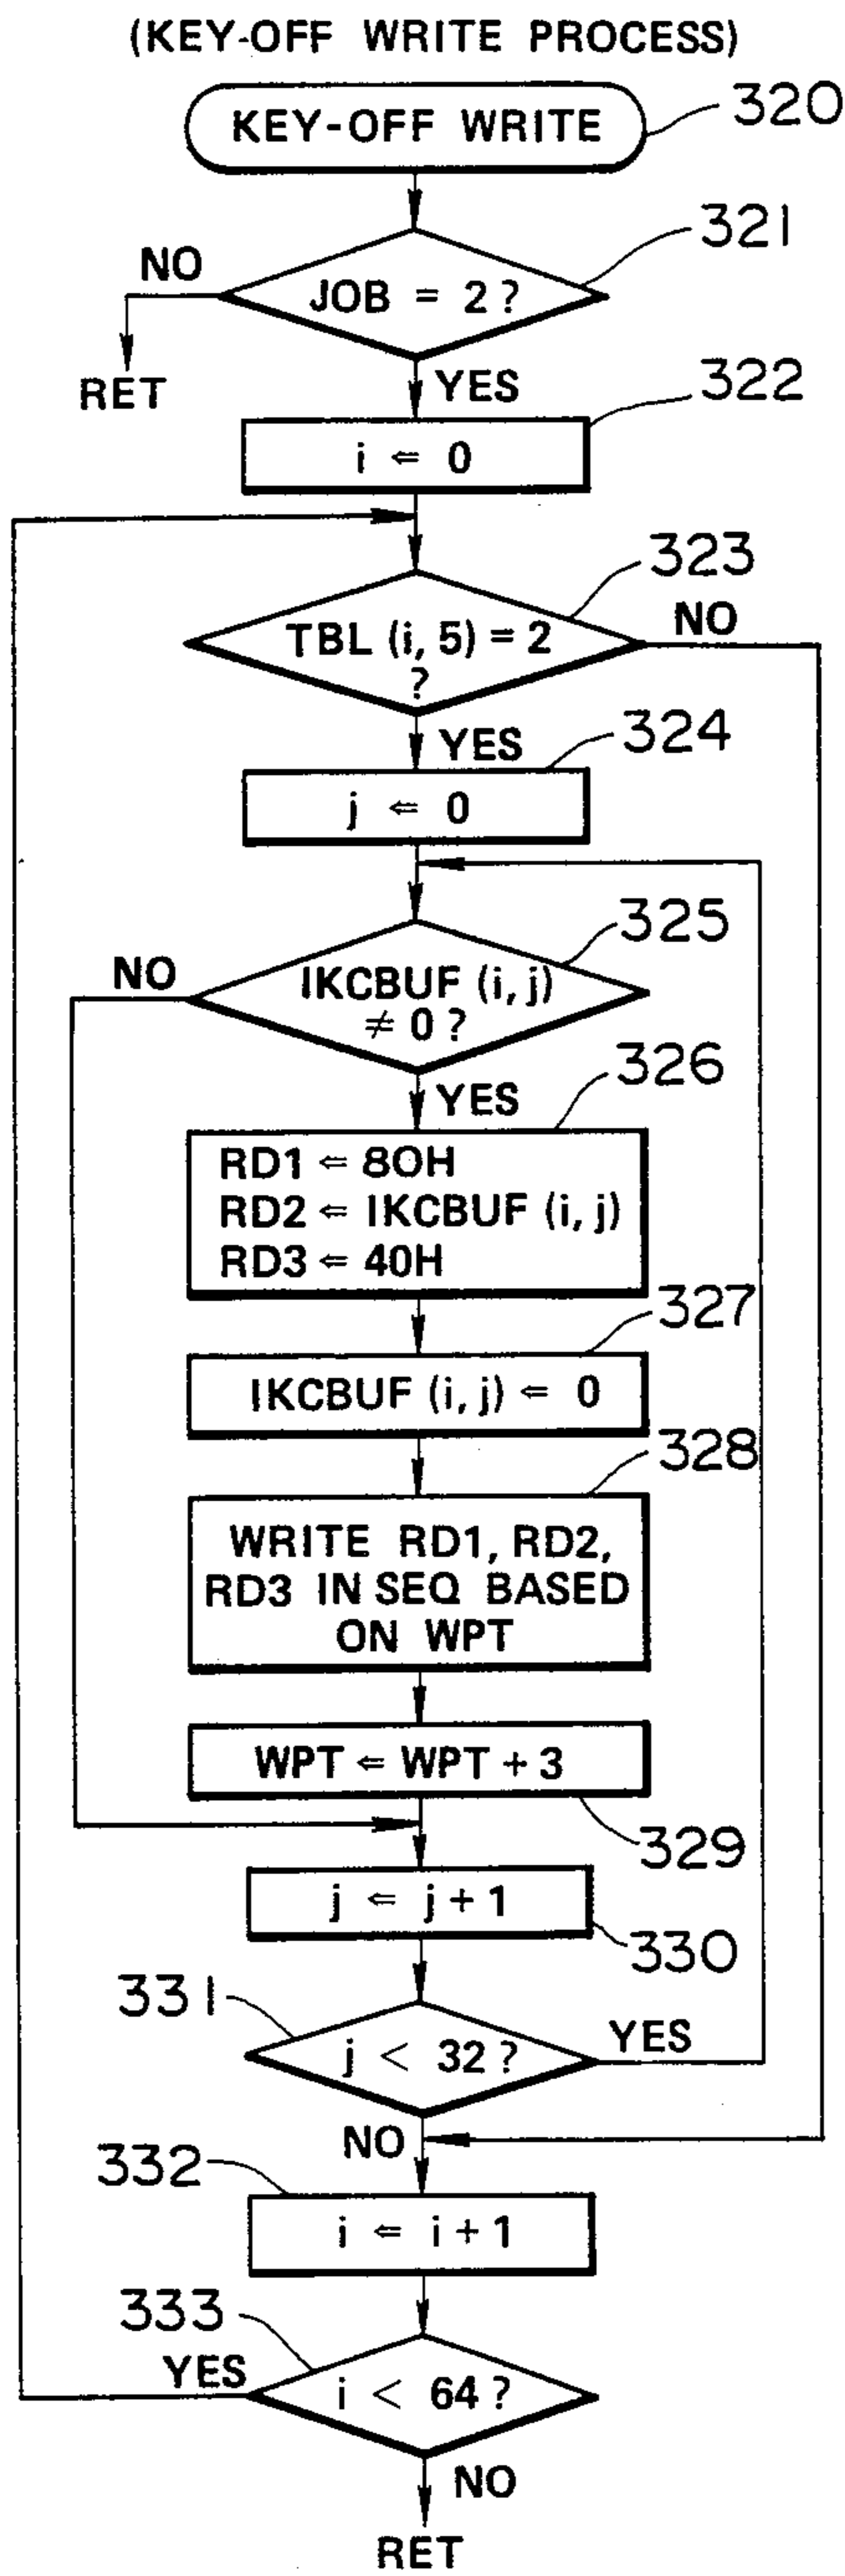 (KEY-OFF WRITE PROCESS)
KEY-OFF WRITE
320
321
NO
JOB = 2 ?
RET
YES
322
i ⇐ 0
323
TBL (i, 5) = 2
?
NO
YES
324
j ⇐ 0
325
NO
IKCBUF (i, j)
≠ 0 ?
YES
326
RD1 ⇐ 80H
RD2 ⇐ IKCBUF (i, j)
RD3 ⇐ 40H
327
IKCBUF (i, j) ⇐ 0
328
WRITE RD1, RD2,
RD3 IN SEQ BASED
ON WPT
WPT ⇐ WPT + 3
329
j ⇐ j + 1
330
331
j < 32 ?
YES
NO
332
i ⇐ i + 1
333
YES
i < 64 ?
NO
RET